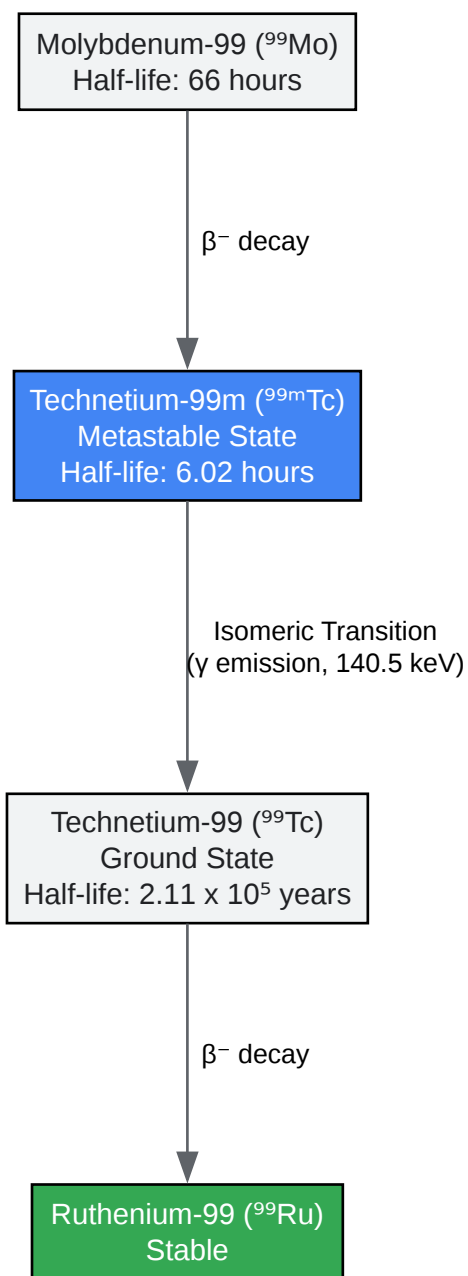 Molybdenum-99 (⁹⁹Mo)
Half-life: 66 hours
β⁻ decay
Technetium-99m (⁹⁹ᵐTc)
Metastable State
Half-life: 6.02 hours
Isomeric Transition
(γ emission, 140.5 keV)
Technetium-99 (⁹⁹Tc)
Ground State
Half-life: 2.11 x 10⁵ years
β⁻ decay
Ruthenium-99 (⁹⁹Ru)
Stable